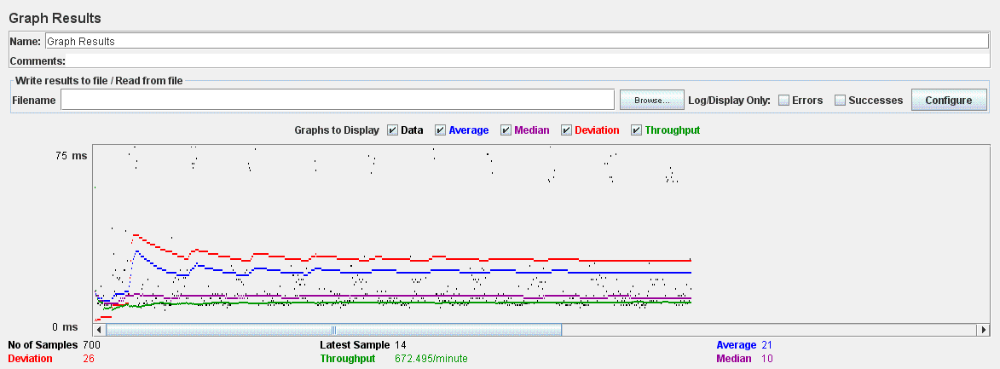 Graph Results
Name: Graph Results
Comments:
Write results to file / Read from file
Filename Browse... Log/Display Only: Errors Successes Configure
Graphs to Display Data Average Median Deviation Throughput
75 ms
0 ms
No of Samples 700 Latest Sample 14 Average 21
Deviation 26 Throughput 672.495/minute Median 10